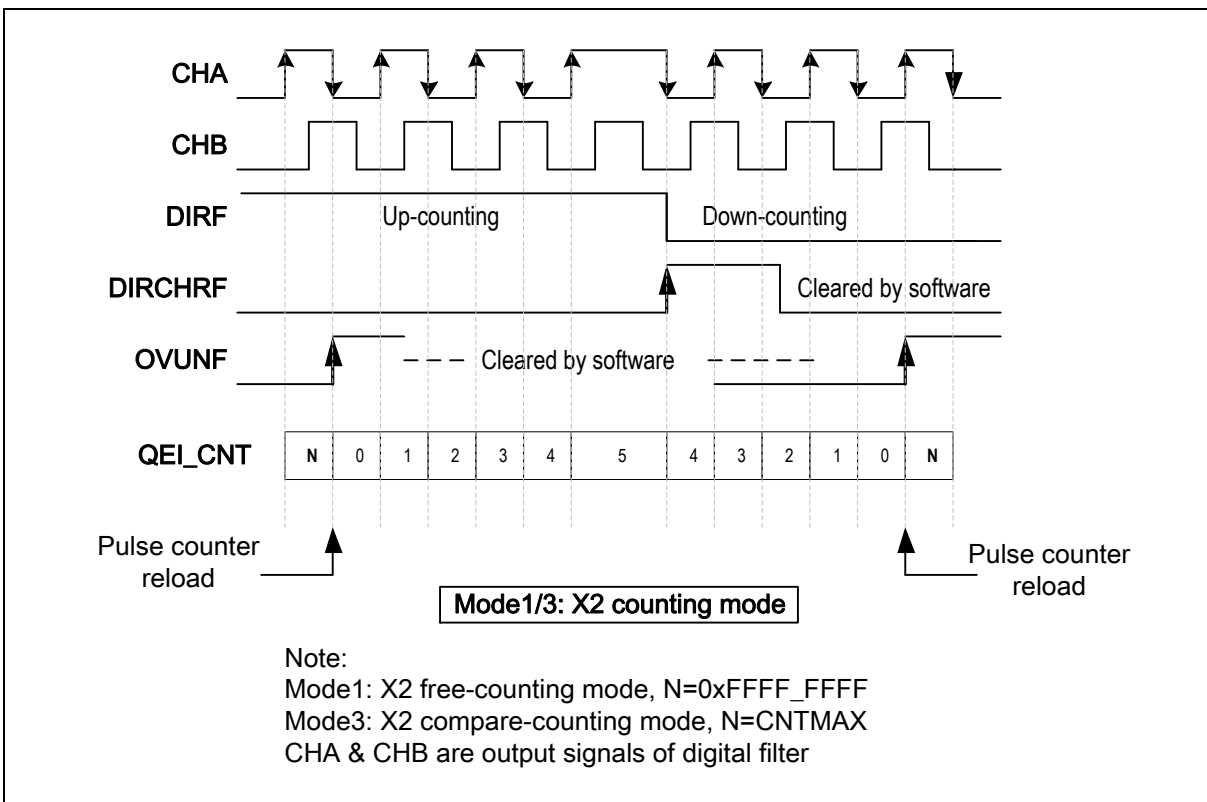 CHA
CHB
DIRF
Up-counting
Down-counting
DIRCHRF
Cleared by software
OVUNF
Cleared by software
QEI_CNT
N 0 1 2 3 4 5 4 3 2 1 0 N
Pulse counter
reload
Pulse counter
reload
Mode1/3: X2 counting mode
Note:
Mode1: X2 free-counting mode, N=0xFFFF_FFFF
Mode3: X2 compare-counting mode, N=CNTMAX
CHA & CHB are output signals of digital filter